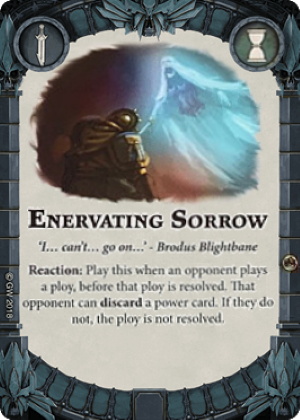 ENERVATING SORROW
'I... can't... go on...' - Brodus Blightbane
Reaction: Play this when an opponent plays
a ploy, before that ploy is resolved. That
opponent can discard a power card. If they do
not, the ploy is not resolved.
© GW 2018